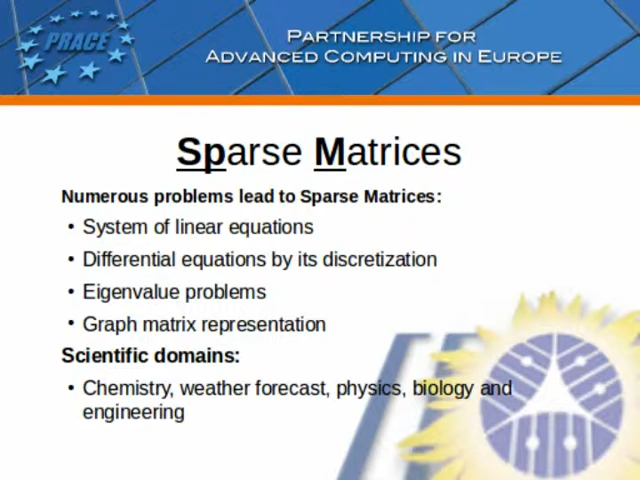 PRACE
PARTNERSHIP FOR
ADVANCED COMPUTING IN EUROPE
Sparse Matrices
Numerous problems lead to Sparse Matrices:
• System of linear equations
• Differential equations by its discretization
• Eigenvalue problems
• Graph matrix representation
Scientific domains:
• Chemistry, weather forecast, physics, biology and
engineering